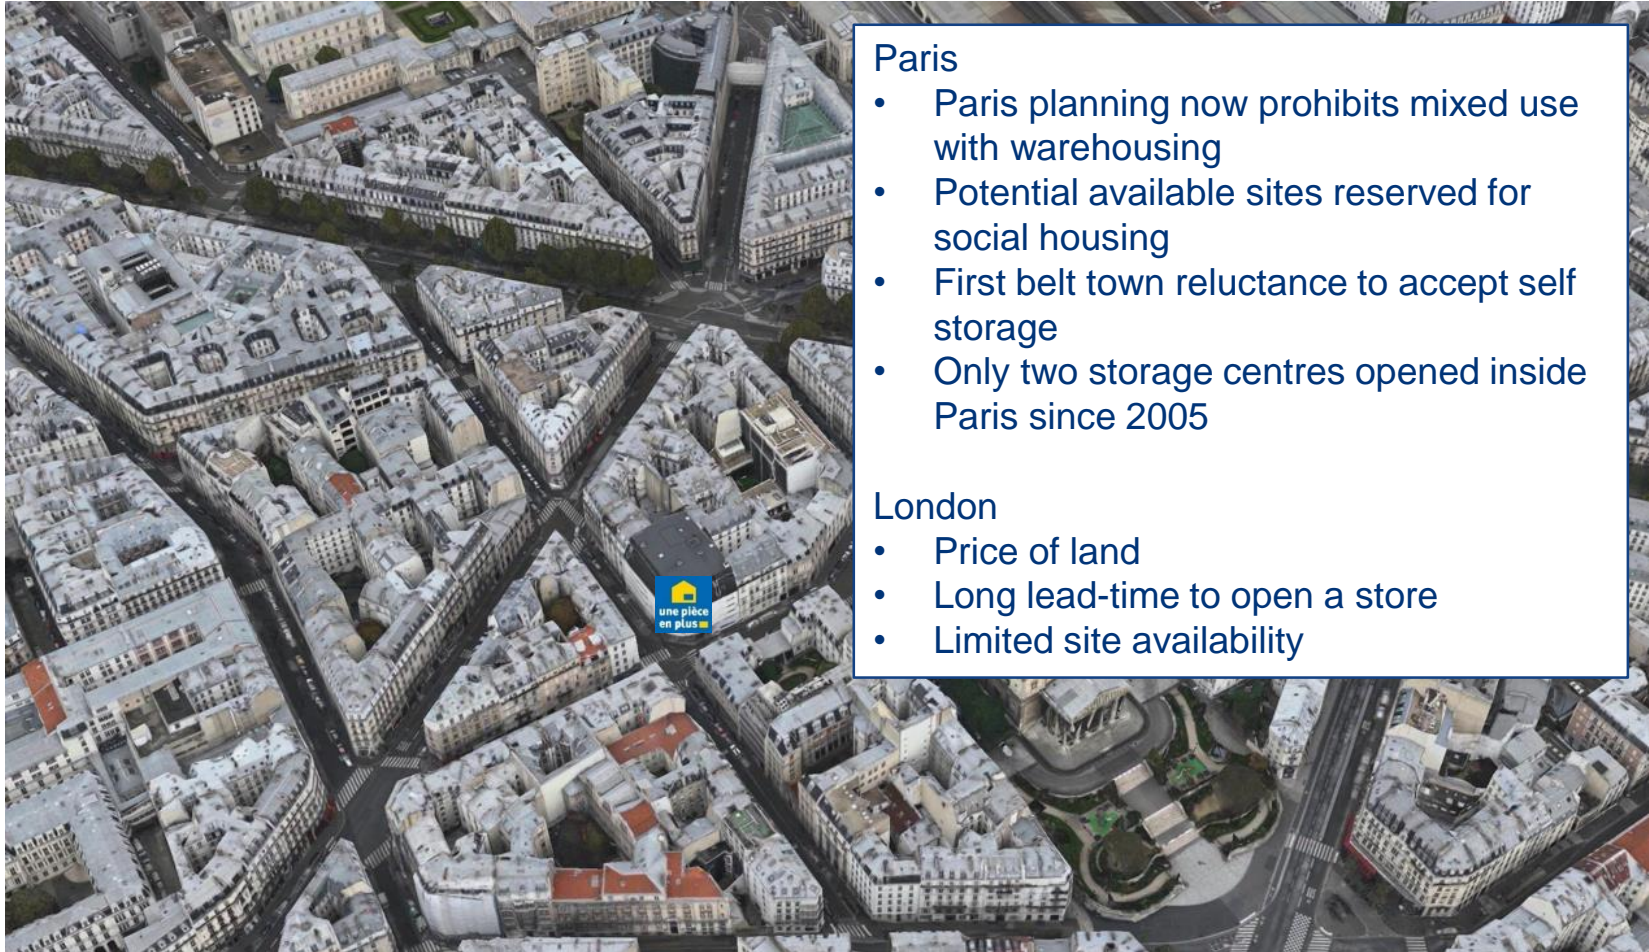 Paris
• Paris planning now prohibits mixed use
with warehousing
• Potential available sites reserved for
social housing
• First belt town reluctance to accept self
storage
• Only two storage centres opened inside
Paris since 2005
London
• Price of land
• Long lead-time to open a store
• Limited site availability
une pièce
en plus